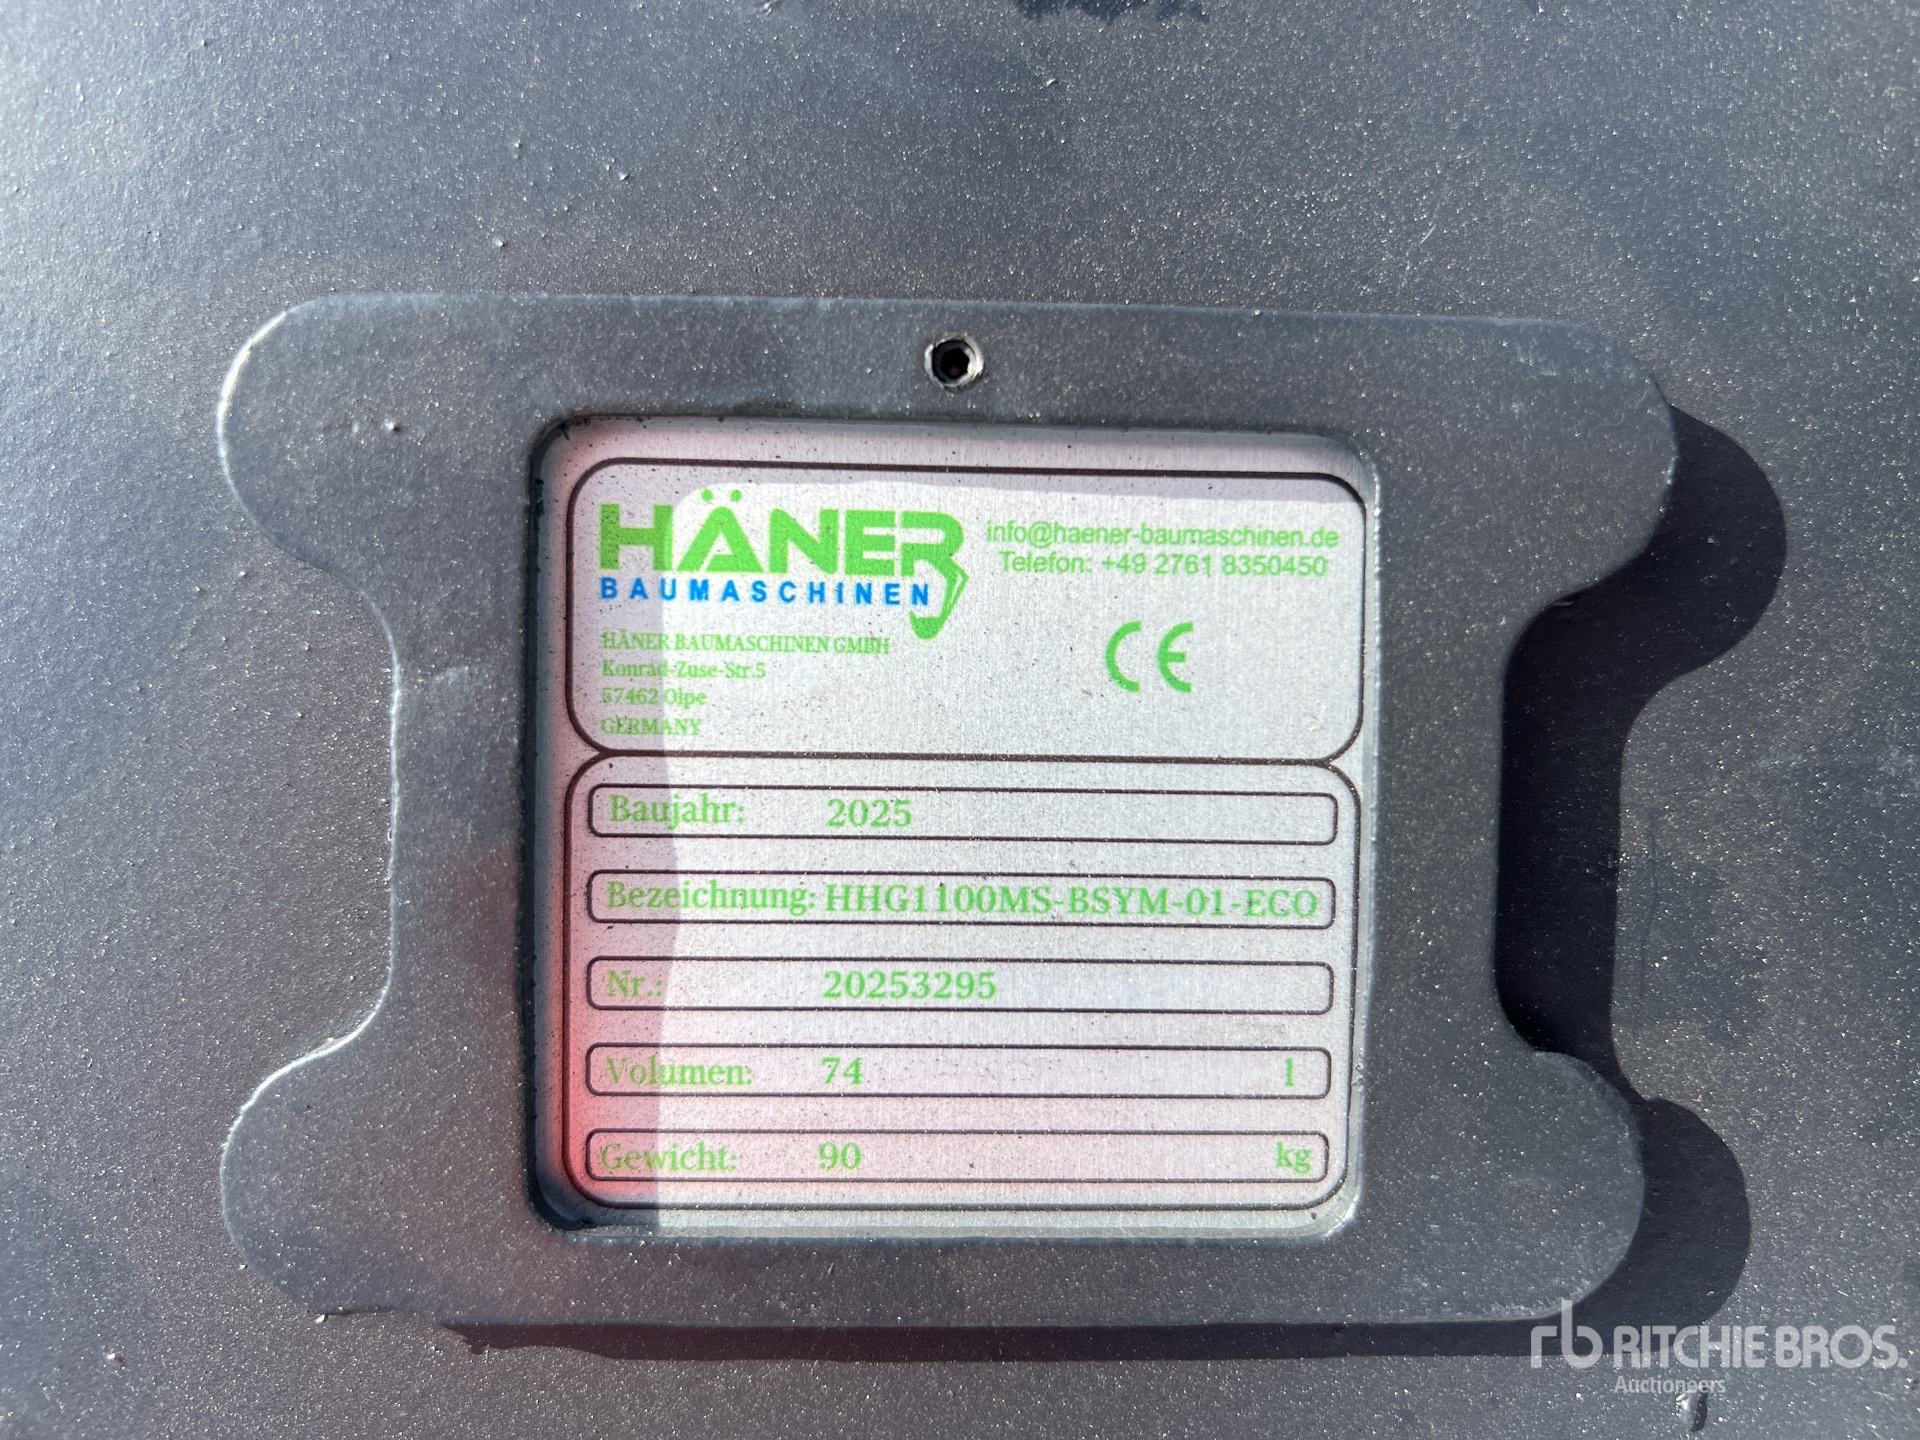 HÄNER
BAUMASCHINEN
info@haener-baumaschinen.de
Telefon: +49 2761 8350450
HÄNER BAUMASCHINEN GMBH
Konrad-Zuse-Str.5
57462 Olpe
GERMANY
CE
Baujahr: 2025
Bezeichnung: HHG1100MS-BSYM-01-ECO
Nr.: 20253295
Volumen: 74 l
Gewicht: 90 kg
rb RITCHIE BROS.
Auctioneers